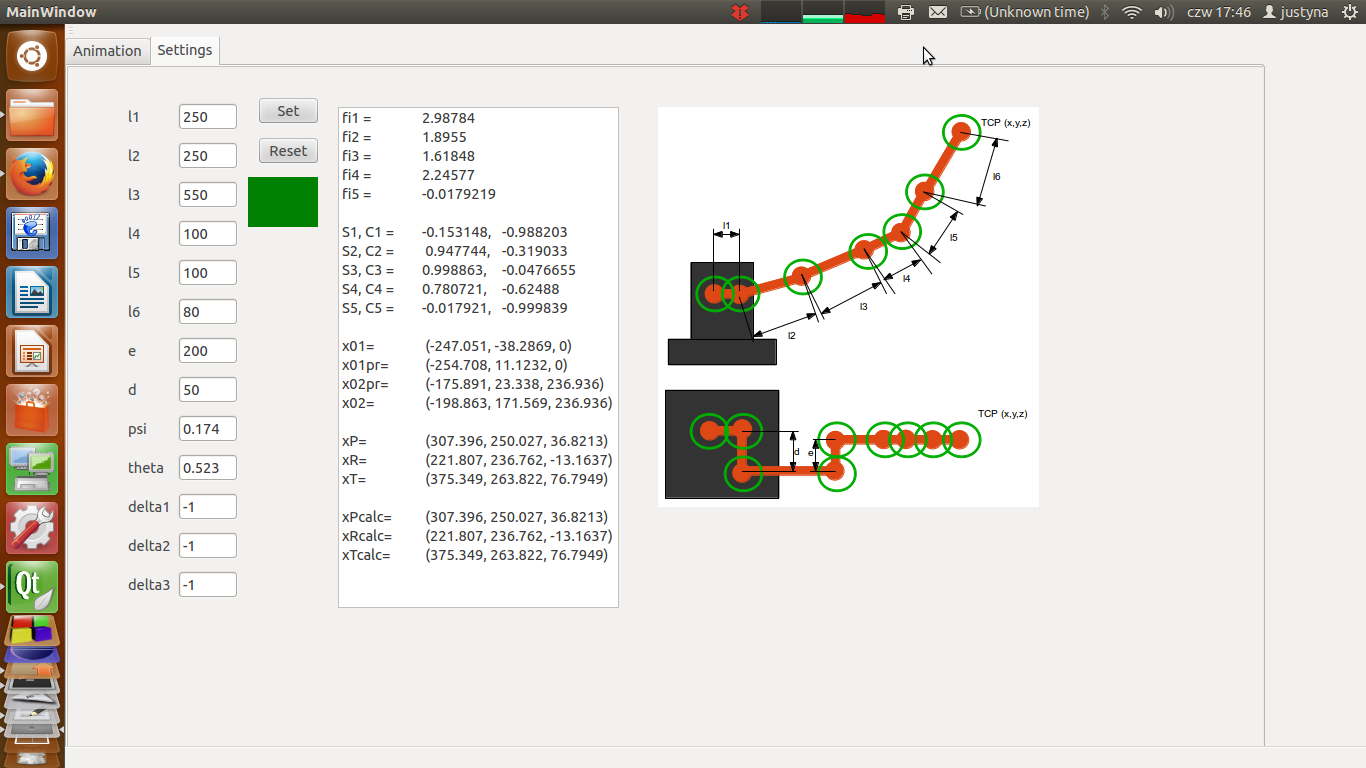 MainWindow
(Unknown time) czw 17:46 justyna
Animation Settings
l1 250
l2 250
l3 550
l4 100
l5 100
l6 80
e 200
d 50
psi 0.174
theta 0.523
delta1 -1
delta2 -1
delta3 -1
Set
Reset
fi1 = 2.98784
fi2 = 1.8955
fi3 = 1.61848
fi4 = 2.24577
fi5 = -0.0179219
S1, C1 = -0.153148, -0.988203
S2, C2 = 0.947744, -0.319033
S3, C3 = 0.998863, -0.0476655
S4, C4 = 0.780721, -0.62488
S5, C5 = -0.017921, -0.999839
x01= (-247.051, -38.2869, 0)
x01pr= (-254.708, 11.1232, 0)
x02pr= (-175.891, 23.338, 236.936)
x02= (-198.863, 171.569, 236.936)
xP= (307.396, 250.027, 36.8213)
xR= (221.807, 236.762, -13.1637)
xT= (375.349, 263.822, 76.7949)
xPcalc= (307.396, 250.027, 36.8213)
xRcalc= (221.807, 236.762, -13.1637)
xTcalc= (375.349, 263.822, 76.7949)
TCP (x,y,z)
l6
l1
l5
l4
l3
l2
TCP (x,y,z)
d
e
Qt